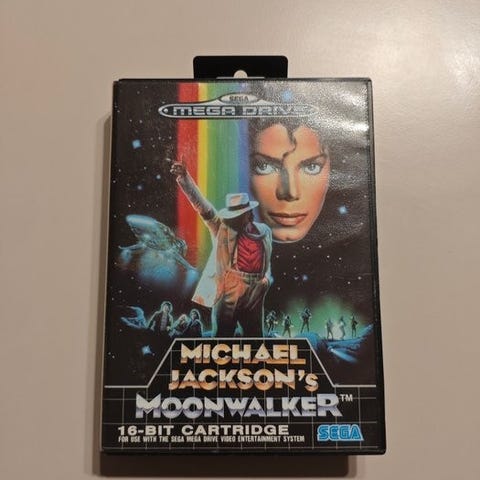 SEGA
MEGA DRIVE
MICHAEL
JACKSON'S
MOONWALKER™
16-BIT CARTRIDGE
FOR USE WITH THE SEGA MEGA DRIVE VIDEO ENTERTAINMENT SYSTEM
SEGA